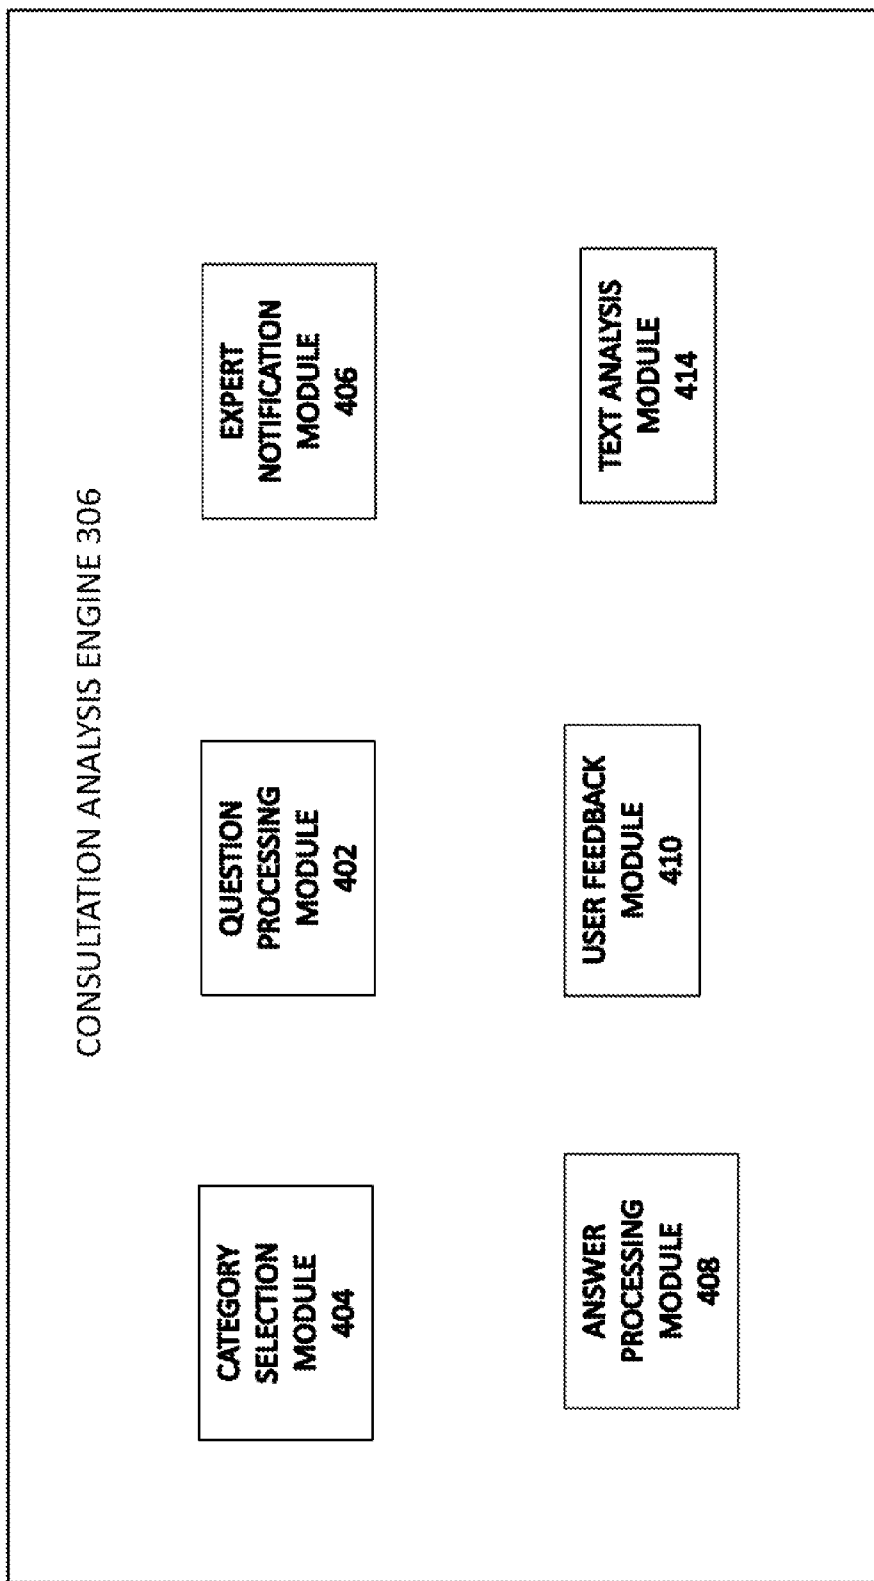 CONSULTATION ANALYSIS ENGINE 306
CATEGORY
SELECTION
MODULE
404
QUESTION
PROCESSING
MODULE
402
EXPERT
NOTIFICATION
MODULE
406
ANSWER
PROCESSING
MODULE
408
USER FEEDBACK
MODULE
410
TEXT ANALYSIS
MODULE
414